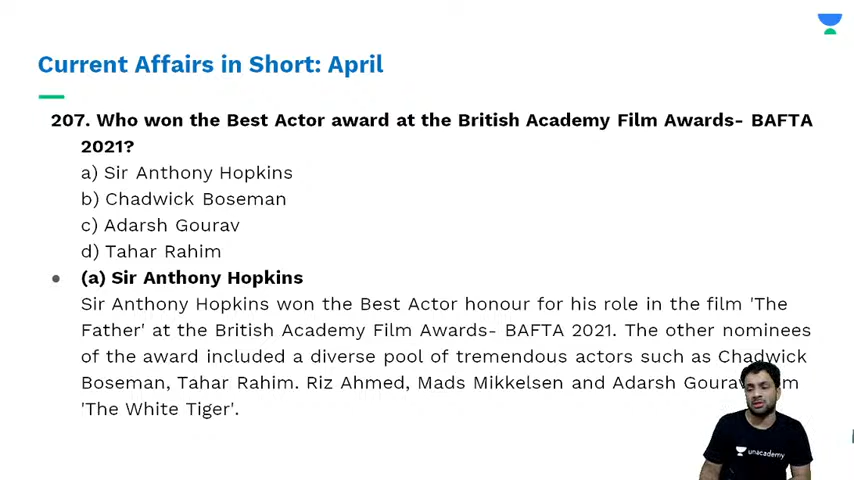 Current Affairs in Short: April
207. Who won the Best Actor award at the British Academy Film Awards- BAFTA
2021?
a) Sir Anthony Hopkins
b) Chadwick Boseman
c) Adarsh Gourav
d) Tahar Rahim
(a) Sir Anthony Hopkins
Sir Anthony Hopkins won the Best Actor honour for his role in the film 'The
Father' at the British Academy Film Awards- BAFTA 2021. The other nominees
of the award included a diverse pool of tremendous actors such as Chadwick
Boseman, Tahar Rahim. Riz Ahmed, Mads Mikkelsen and Adarsh Gourav
'The White Tiger'.
unacademy